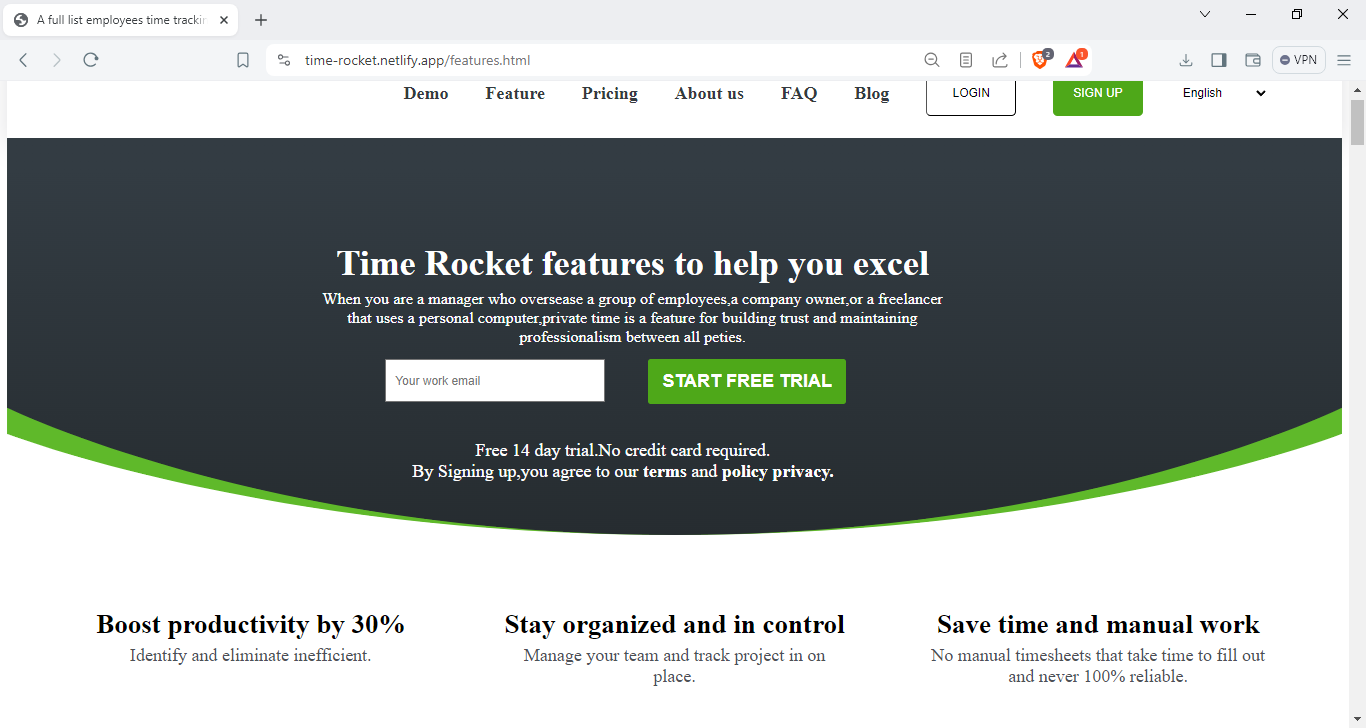 A full list employees time trackin
time-rocket.netlify.app/features.html
2
1
VPN
Demo Feature Pricing About us FAQ Blog LOGIN SIGN UP English
Time Rocket features to help you excel
When you are a manager who oversease a group of employees,a company owner,or a freelancer
that uses a personal computer,private time is a feature for building trust and maintaining
professionalism between all peties.
Your work email
START FREE TRIAL
Free 14 day trial.No credit card required.
By Signing up,you agree to our terms and policy privacy.
Boost productivity by 30%
Identify and eliminate inefficient.
Stay organized and in control
Manage your team and track project in on
place.
Save time and manual work
No manual timesheets that take time to fill out
and never 100% reliable.